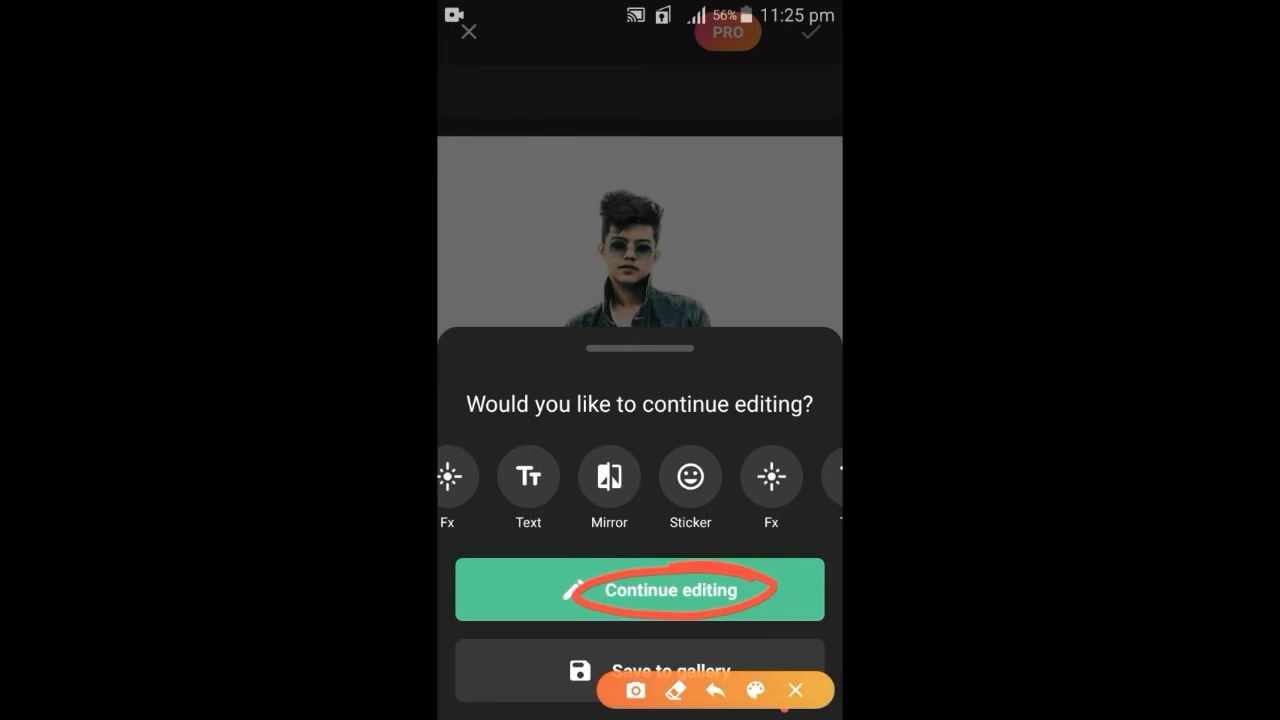 56% 11:25 pm
PRO
Would you like to continue editing?
Fx Text Mirror Sticker Fx
Continue editing
Save to gallery